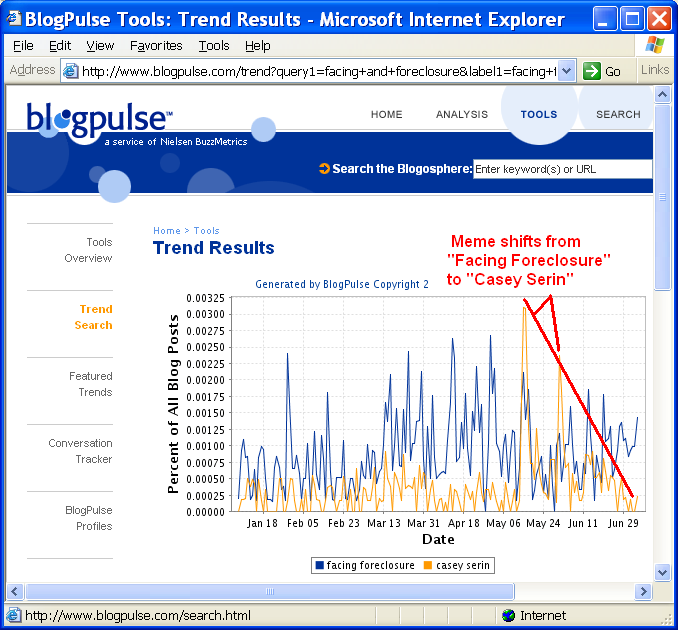 BlogPulse Tools: Trend Results - Microsoft Internet Explorer
File Edit View Favorites Tools Help
Address http://www.blogpulse.com/trend?query1=facing+and+foreclosure&label1=facing+f Go Links
blogpulse™
HOME ANALYSIS TOOLS SEARCH
a service of Nielsen BuzzMetrics
Search the Blogosphere: Enter keyword(s) or URL
Tools
Overview
Trend
Search
Featured
Trends
Conversation
Tracker
BlogPulse
Profiles
Home > Tools
Trend Results
Meme shifts from
"Facing Foreclosure"
to "Casey Serin"
Generated by BlogPulse Copyright 2
Percent of All Blog Posts
0.00325
0.00300
0.00275
0.00250
0.00225
0.00200
0.00175
0.00150
0.00125
0.00100
0.00075
0.00050
0.00025
0.00000
Jan 18 Feb 05 Feb 23 Mar 13 Mar 31 Apr 18 May 06 May 24 Jun 11 Jun 29
Date
facing foreclosure casey serin
http://www.blogpulse.com/search.html Internet